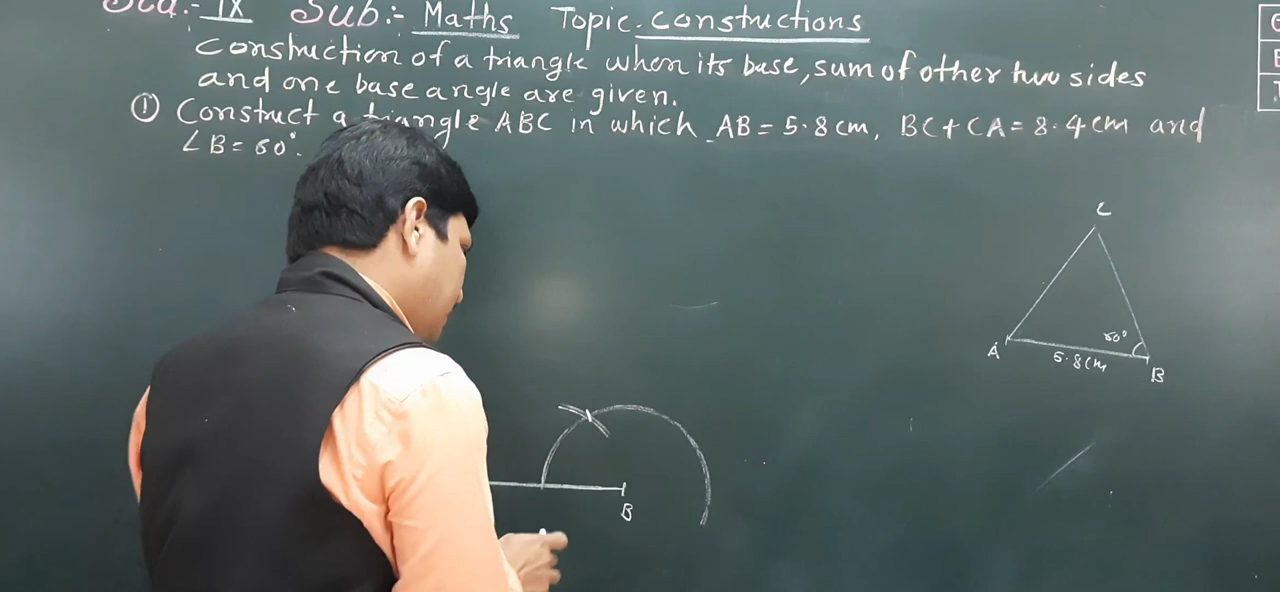 Std:- IX Sub:- Maths Topic. constructions
Construction of a triangle when its base, sum of other two sides
and one base angle are given.
① Construct a triangle ABC in which AB = 5.8 cm, BC + CA = 8.4 cm and
∠B = 60°.
C
60°
A
5.8 cm
B
B